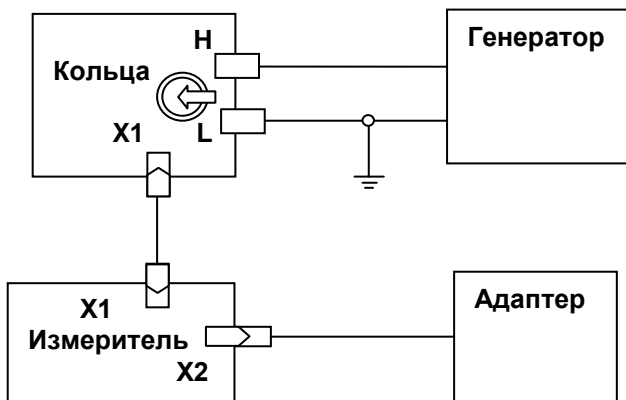 H
Генератор
Кольца
X1
L
X1
Адаптер
Измеритель
X2